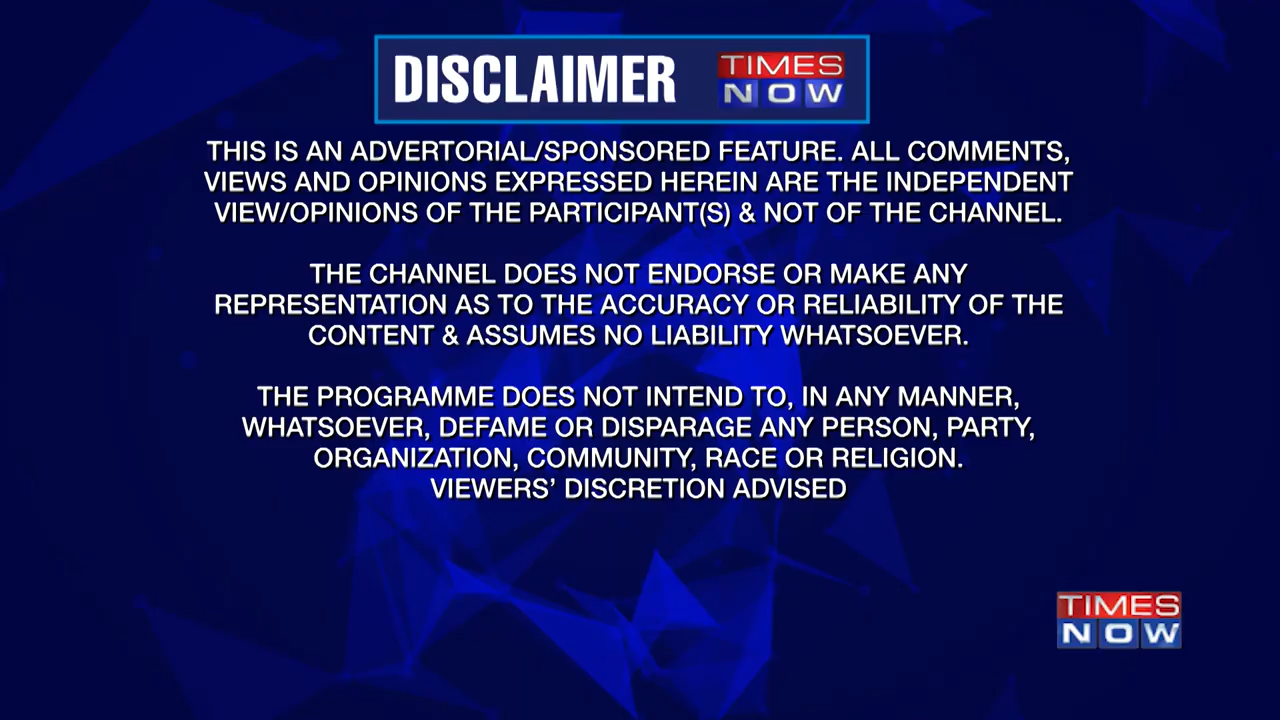 DISCLAIMER
TIMES
NOW
THIS IS AN ADVERTORIAL/SPONSORED FEATURE. ALL COMMENTS,
VIEWS AND OPINIONS EXPRESSED HEREIN ARE THE INDEPENDENT
VIEW/OPINIONS OF THE PARTICIPANT(S) & NOT OF THE CHANNEL.
THE CHANNEL DOES NOT ENDORSE OR MAKE ANY
REPRESENTATION AS TO THE ACCURACY OR RELIABILITY OF THE
CONTENT & ASSUMES NO LIABILITY WHATSOEVER.
THE PROGRAMME DOES NOT INTEND TO, IN ANY MANNER,
WHATSOEVER, DEFAME OR DISPARAGE ANY PERSON, PARTY,
ORGANIZATION, COMMUNITY, RACE OR RELIGION.
VIEWERS’ DISCRETION ADVISED
TIMES
NOW